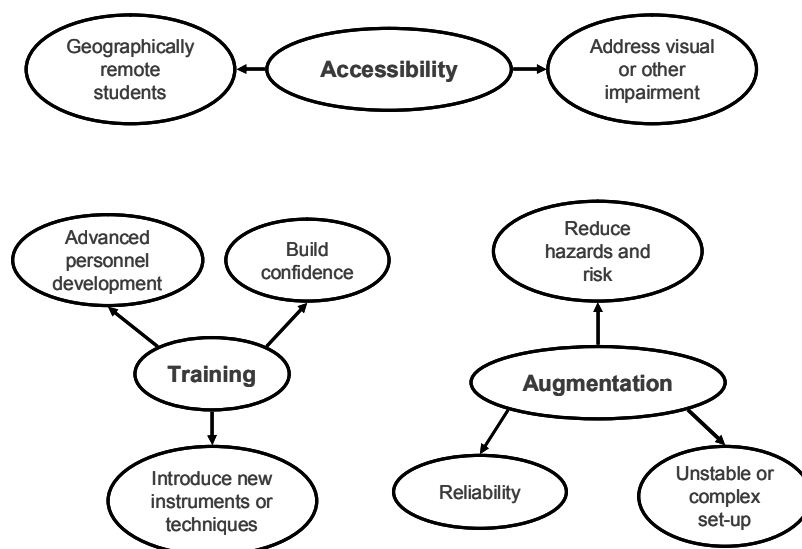 Geographically
remote
students
Accessibility
Address visual
or other
impairment
Advanced
personnel
development
Build
confidence
Reduce
hazards and
risk
Training
Augmentation
Introduce new
instruments or
techniques
Reliability
Unstable or
complex
set-up